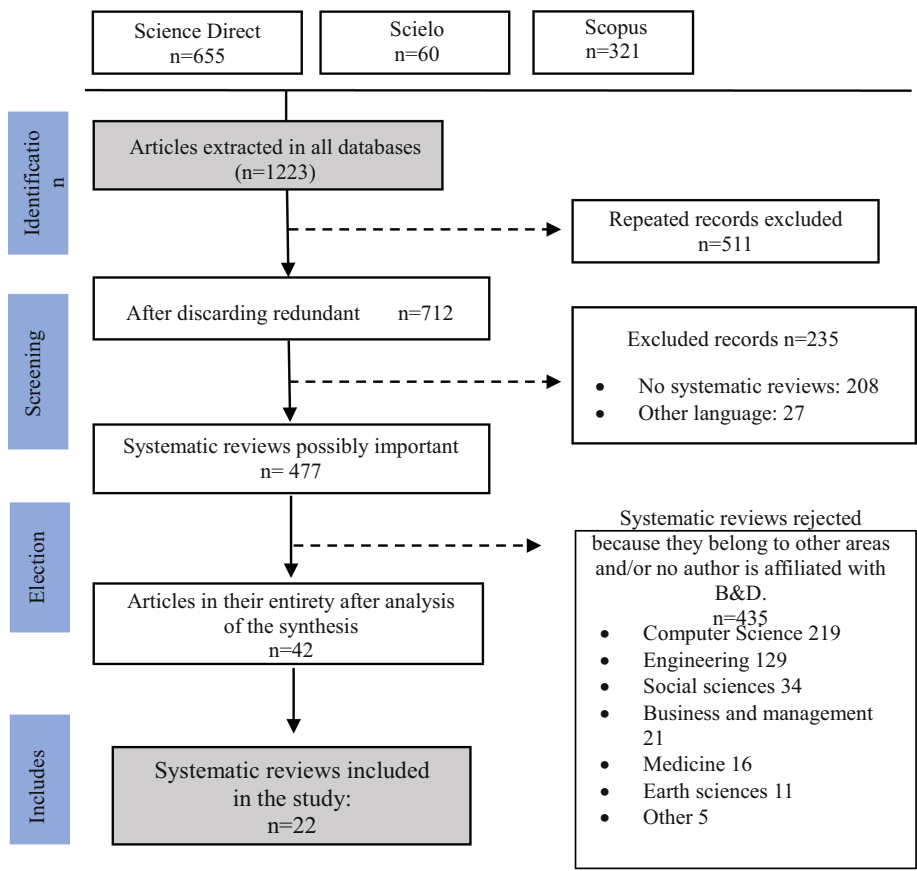 Science Direct
n=655
Scielo
n=60
Scopus
n=321
Identificatio
n
Articles extracted in all databases
(n=1223)
Repeated records excluded
n=511
Screening
After discarding redundant n=712
Excluded records n=235
• No systematic reviews: 208
• Other language: 27
Systematic reviews possibly important
n= 477
Election
Systematic reviews rejected
because they belong to other areas
and/or no author is affiliated with
B&D.
n=435
• Computer Science 219
• Engineering 129
• Social sciences 34
• Business and management
21
• Medicine 16
• Earth sciences 11
• Other 5
Articles in their entirety after analysis
of the synthesis
n=42
Includes
Systematic reviews included
in the study:
n=22